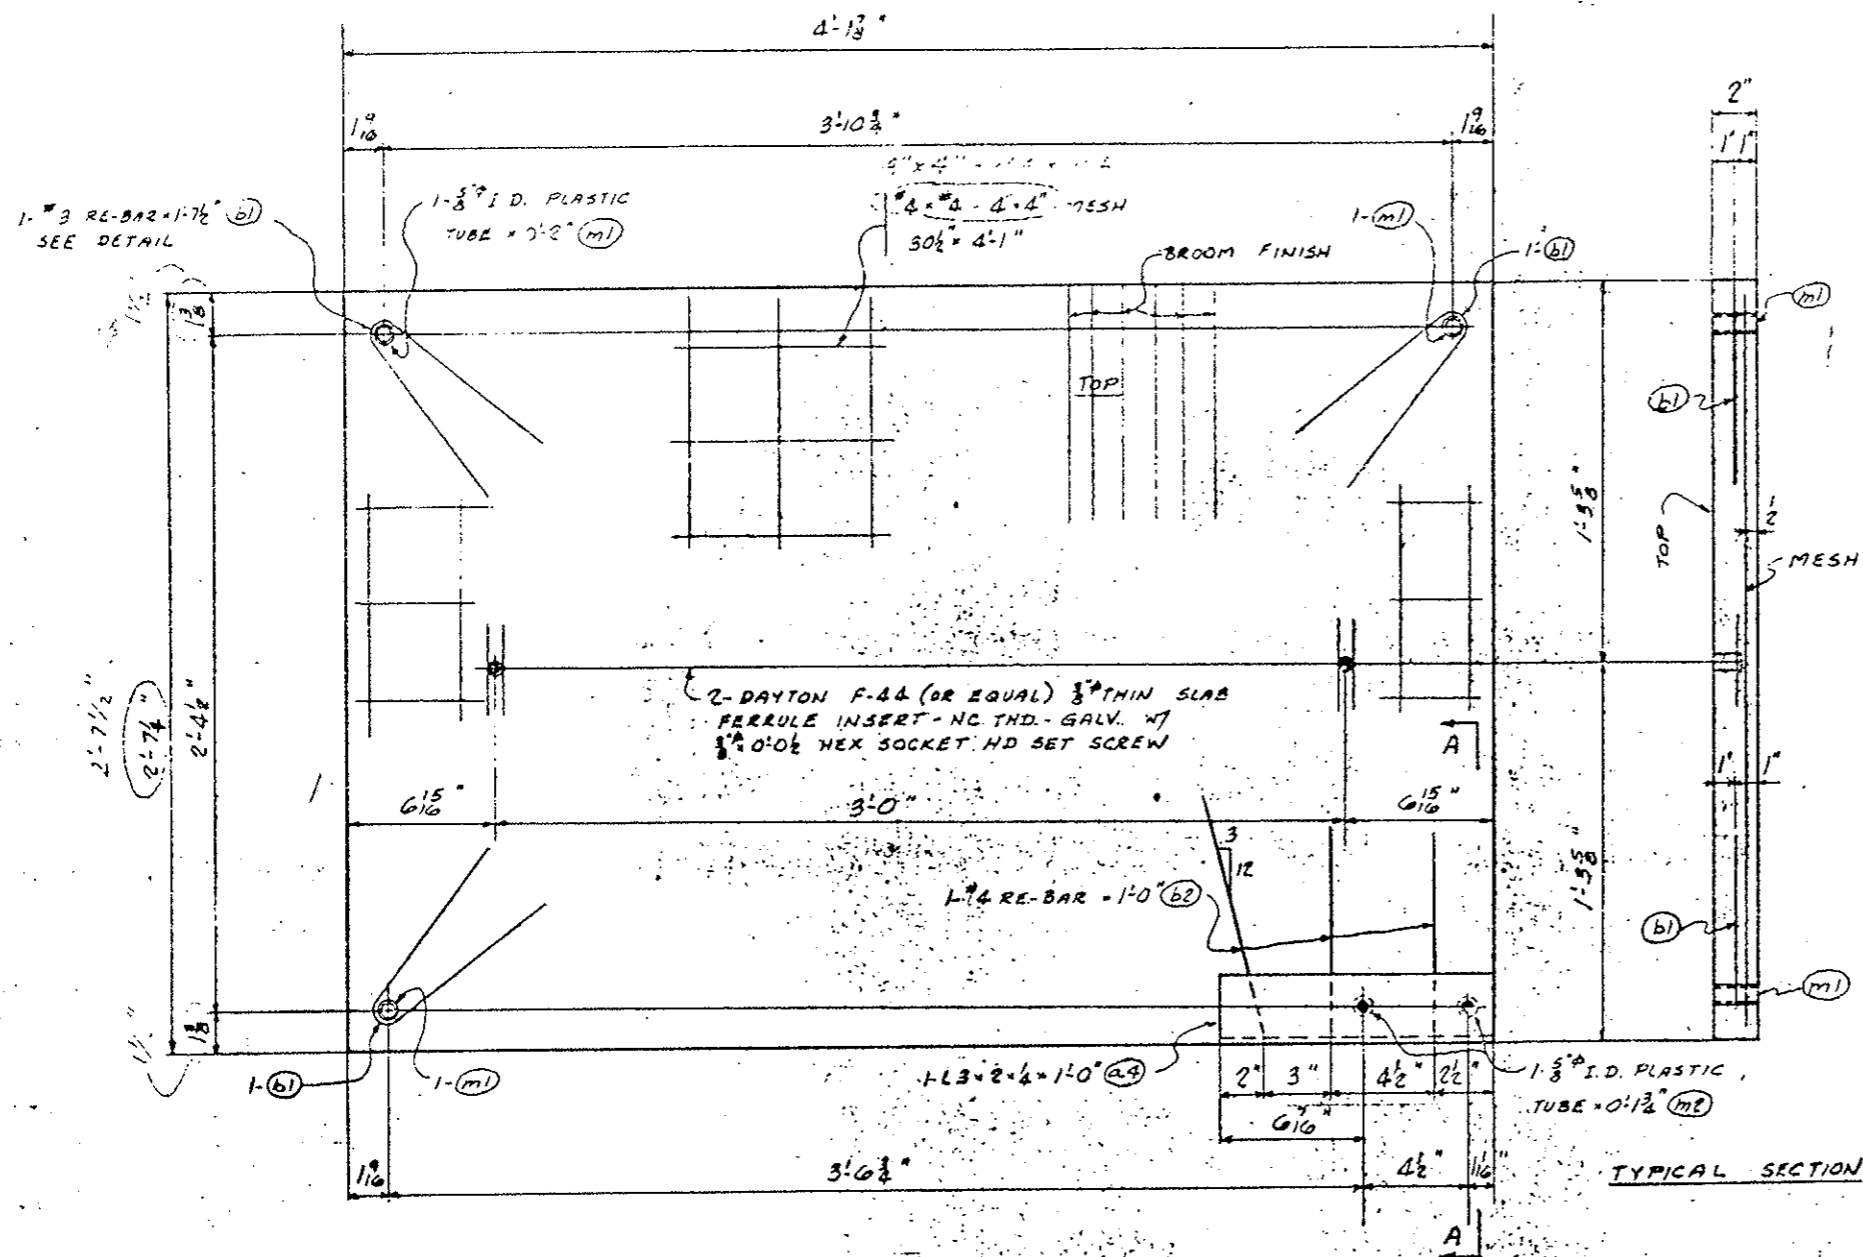 4'-1 7/8"
1 9/16
3'-10 3/4"
1 9/16
2"
1" 1"
1-#3 RE-BAR × 1'-7 1/2" b1
SEE DETAIL
1-5/8"ø I.D. PLASTIC
TUBE × 0'-2" m1
#4 × #4 - 4×4" MESH
30 1/2" × 4'-1"
BROOM FINISH
1-m1
1-b1
m1
1 1/2
1 3/8
TOP
b1
1'-3 5/8"
TOP
1/2
MESH
2'-7 1/2"
2'-7 1/4"
2'-4 1/2"
2-DAYTON F-44 (OR EQUAL) 3/8"ø THIN SLAB
FERRULE INSERT-NC THD.-GALV. W/
3/8"ø × 0'-0 1/2 HEX SOCKET HD SET SCREW
A
1" 1"
6 15/16"
3'-0"
6 15/16"
3
12
1-#4 RE-BAR × 1'-0" b2
1'-3 5/8"
b1
1 1/2"
1 3/8
m1
1-b1
1-m1
1-L3×2×1/4×1'-0" a4
2"
3"
4 1/2"
2 1/2"
1-5/8"ø I.D. PLASTIC
TUBE × 0'-1 3/4" m2
6 7/16"
1 9/16
3'-6 3/4"
4 1/2"
1 1/16"
TYPICAL SECTION
A